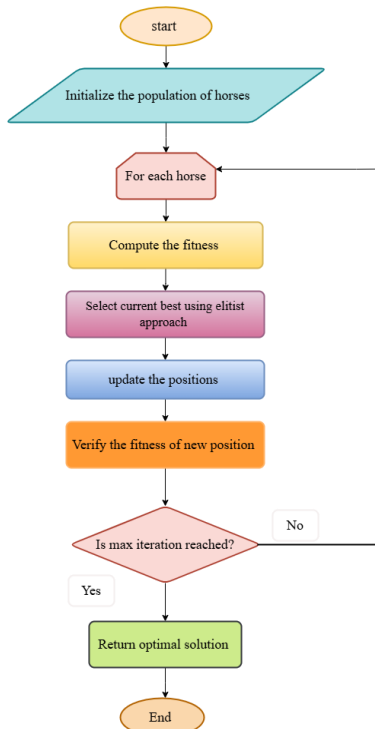 start
Initialize the population of horses
For each horse
Compute the fitness
Select current best using elitist
approach
update the positions
Verify the fitness of new position
No
Is max iteration reached?
Yes
Return optimal solution
End